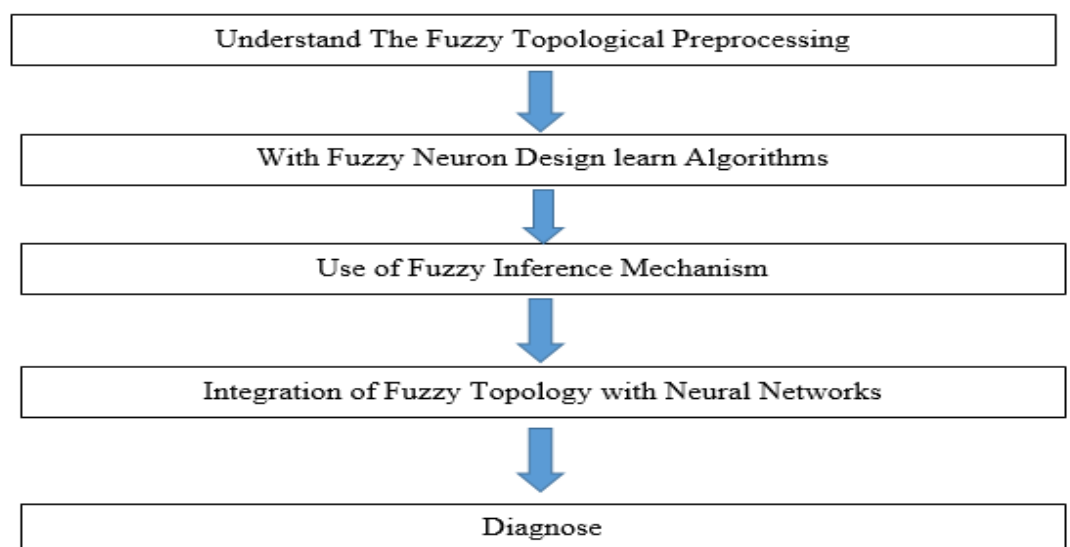 Understand The Fuzzy Topological Preprocessing
With Fuzzy Neuron Design learn Algorithms
Use of Fuzzy Inference Mechanism
Integration of Fuzzy Topology with Neural Networks
Diagnose